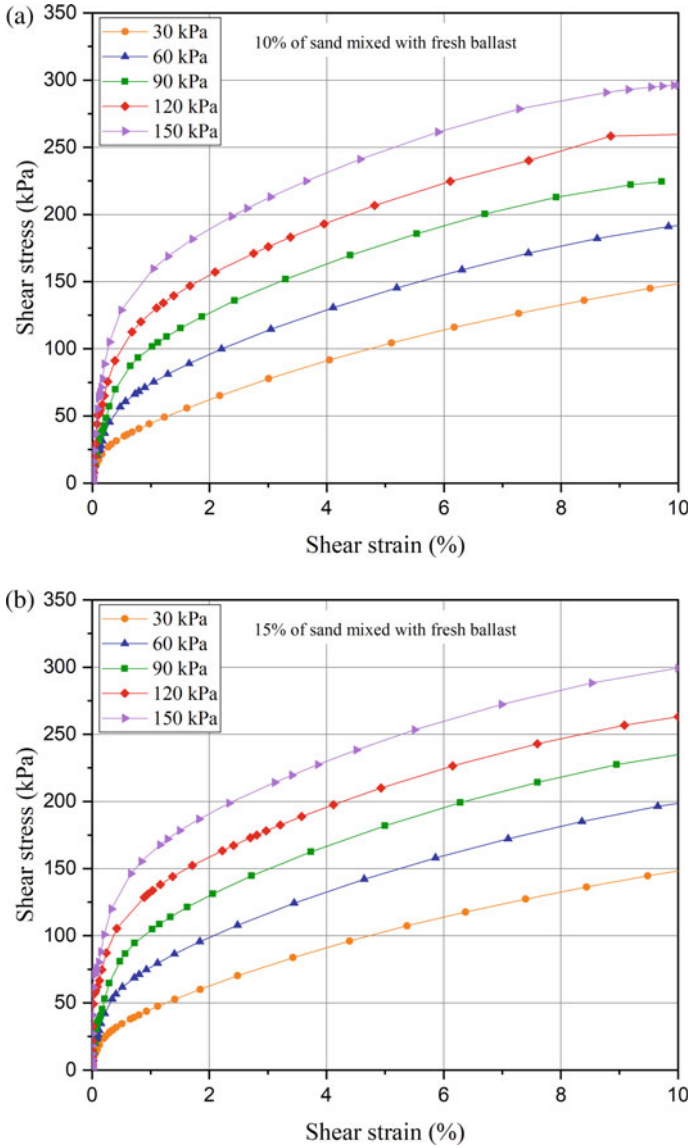 (a)
350
300
250
200
150
100
50
0
Shear stress (kPa)
30 kPa
60 kPa
90 kPa
120 kPa
150 kPa
10% of sand mixed with fresh ballast
0 2 4 6 8 10
Shear strain (%)
(b)
350
300
250
200
150
100
50
0
Shear stress (kPa)
30 kPa
60 kPa
90 kPa
120 kPa
150 kPa
15% of sand mixed with fresh ballast
0 2 4 6 8 10
Shear strain (%)